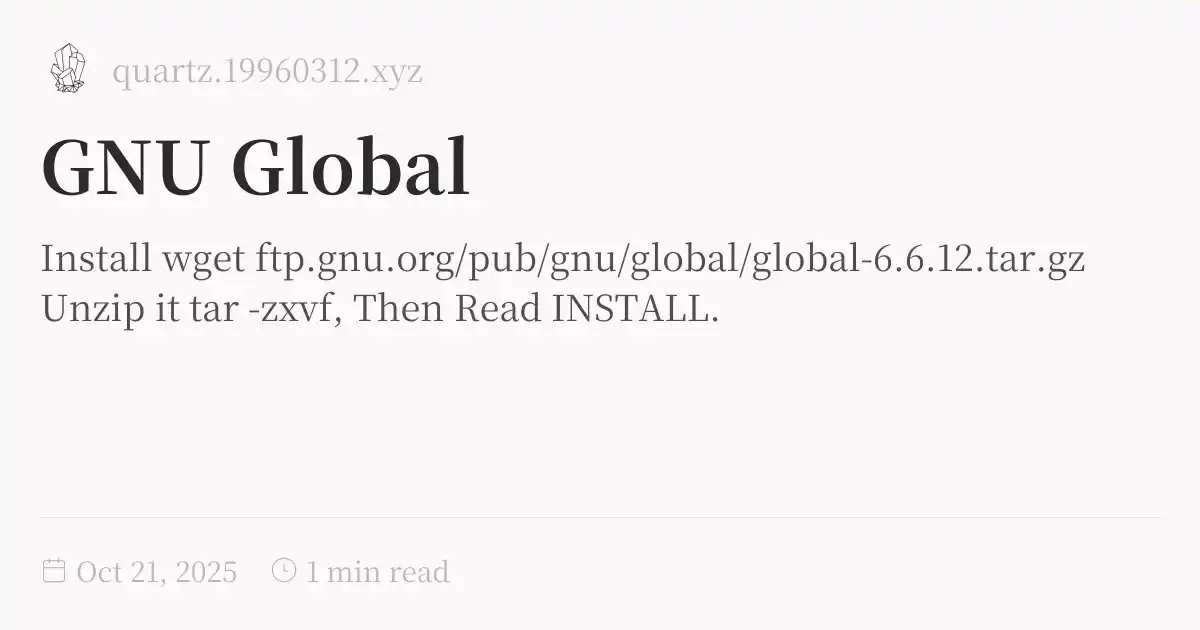 quartz.19960312.xyz
GNU Global
Install wget ftp.gnu.org/pub/gnu/global/global-6.6.12.tar.gz
Unzip it tar -zxvf, Then Read INSTALL.
Oct 21, 2025 1 min read